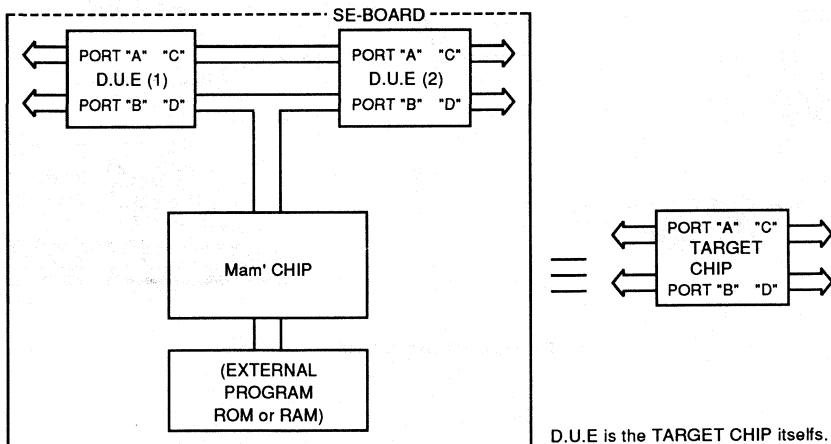 SE-BOARD
PORT "A" "C"
D.U.E (1)
PORT "B" "D"
PORT "A" "C"
D.U.E (2)
PORT "B" "D"
Mam' CHIP
(EXTERNAL
PROGRAM
ROM or RAM)
PORT "A" "C"
TARGET
CHIP
PORT "B" "D"
D.U.E is the TARGET CHIP itselfs.